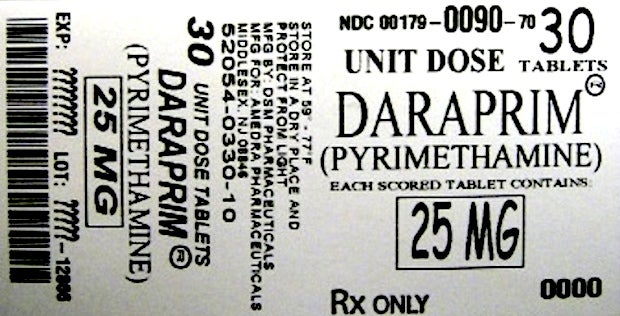 NDC 00179-0090-70 30
UNIT DOSE TABLETS
DARAPRIM®
(PYRIMETHAMINE)
EACH SCORED TABLET CONTAINS:
25 MG
Rx ONLY 0000
STORE AT 59°-77°F
STORE IN A DRY PLACE AND
PROTECT FROM LIGHT
MFG BY: DSM PHARMACEUTICALS
MFG FOR: AMEDRA PHARMACEUTICALS
MIDDLESEX, NJ 08846
52054-0330-10
30 UNIT DOSE TABLETS
DARAPRIM®
(PYRIMETHAMINE)
25 MG
EXP: ????????? LOT: ?????-12006